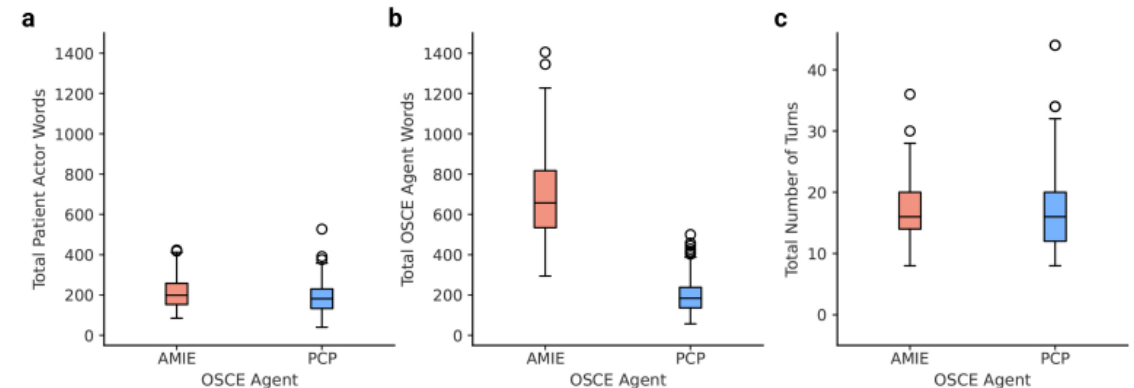 a
Total Patient Actor Words
1400
1200
1000
800
600
400
200
0
AMIE
PCP
OSCE Agent
b
Total OSCE Agent Words
1400
1200
1000
800
600
400
200
0
AMIE
PCP
OSCE Agent
c
Total Number of Turns
40
30
20
10
0
AMIE
PCP
OSCE Agent